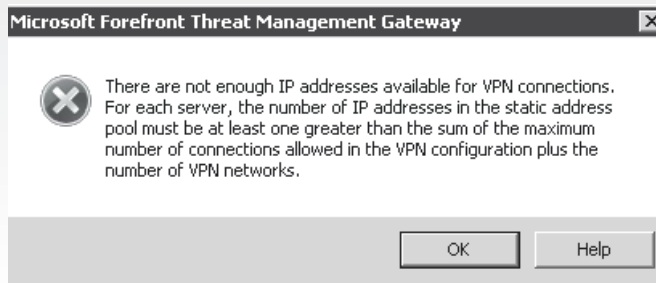 Microsoft Forefront Threat Management Gateway
There are not enough IP addresses available for VPN connections.
For each server, the number of IP addresses in the static address
pool must be at least one greater than the sum of the maximum
number of connections allowed in the VPN configuration plus the
number of VPN networks.
OK
Help